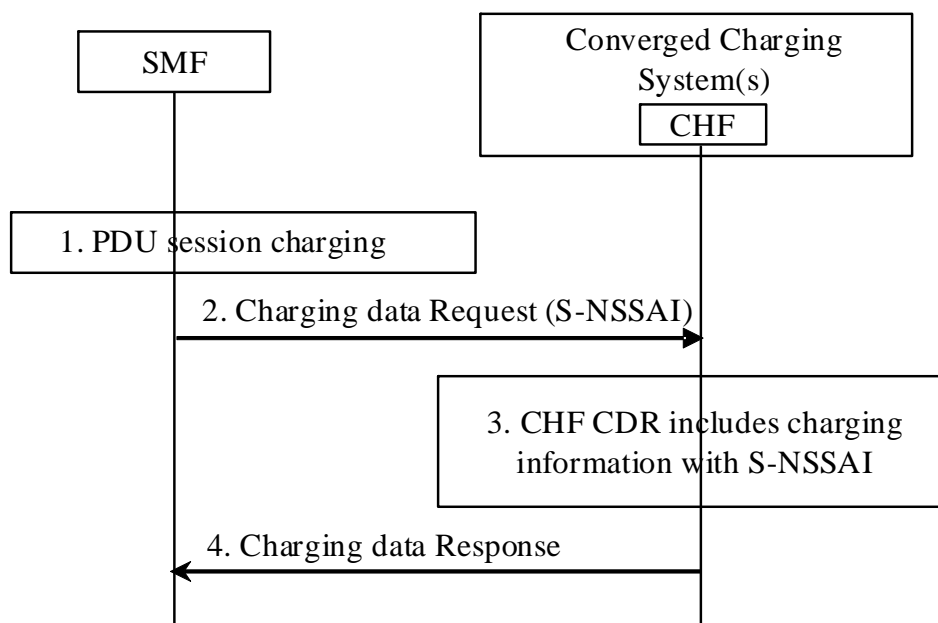 SMF
Converged Charging
System(s)
CHF
1. PDU session charging
2. Charging data Request (S-NSSAI)
3. CHF CDR includes charging
information with S-NSSAI
4. Charging data Response